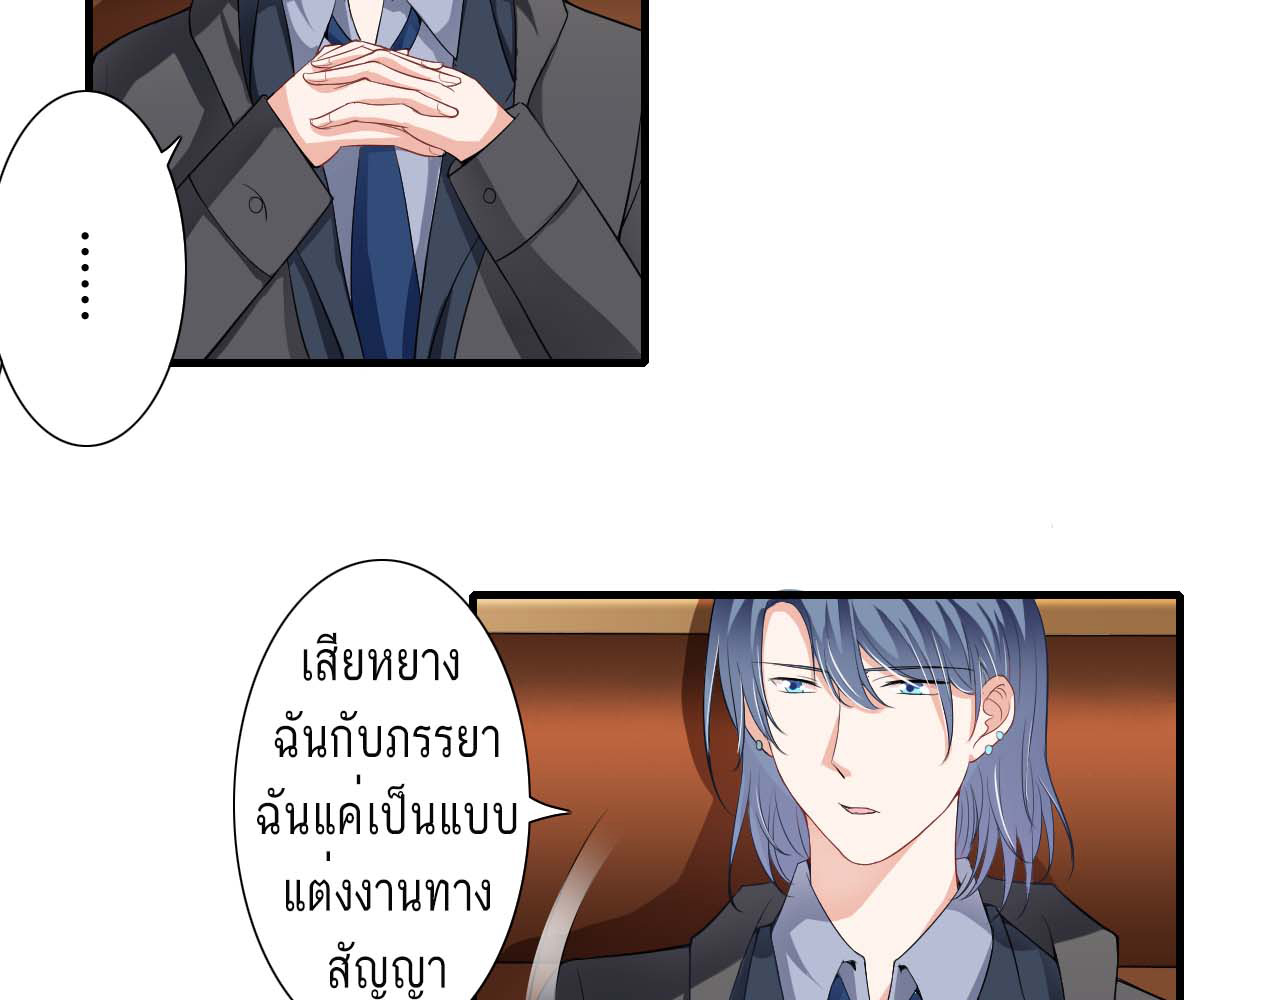 ......
เสียหยาง
ฉันกับภรรยา
ฉันแค่เป็นแบบ
แต่งงานทาง
สัญญา